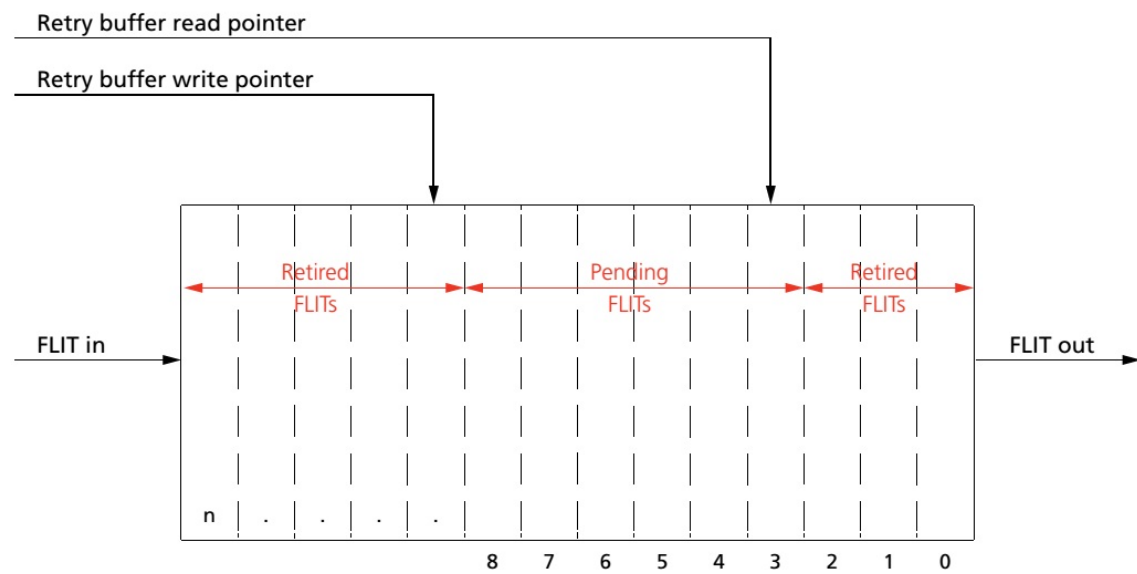 Retry buffer read pointer
Retry buffer write pointer
Retired Pending Retired
FLITs FLITs FLITs
FLIT in FLIT out
n . . . .
8 7 6 5 4 3 2 1 0